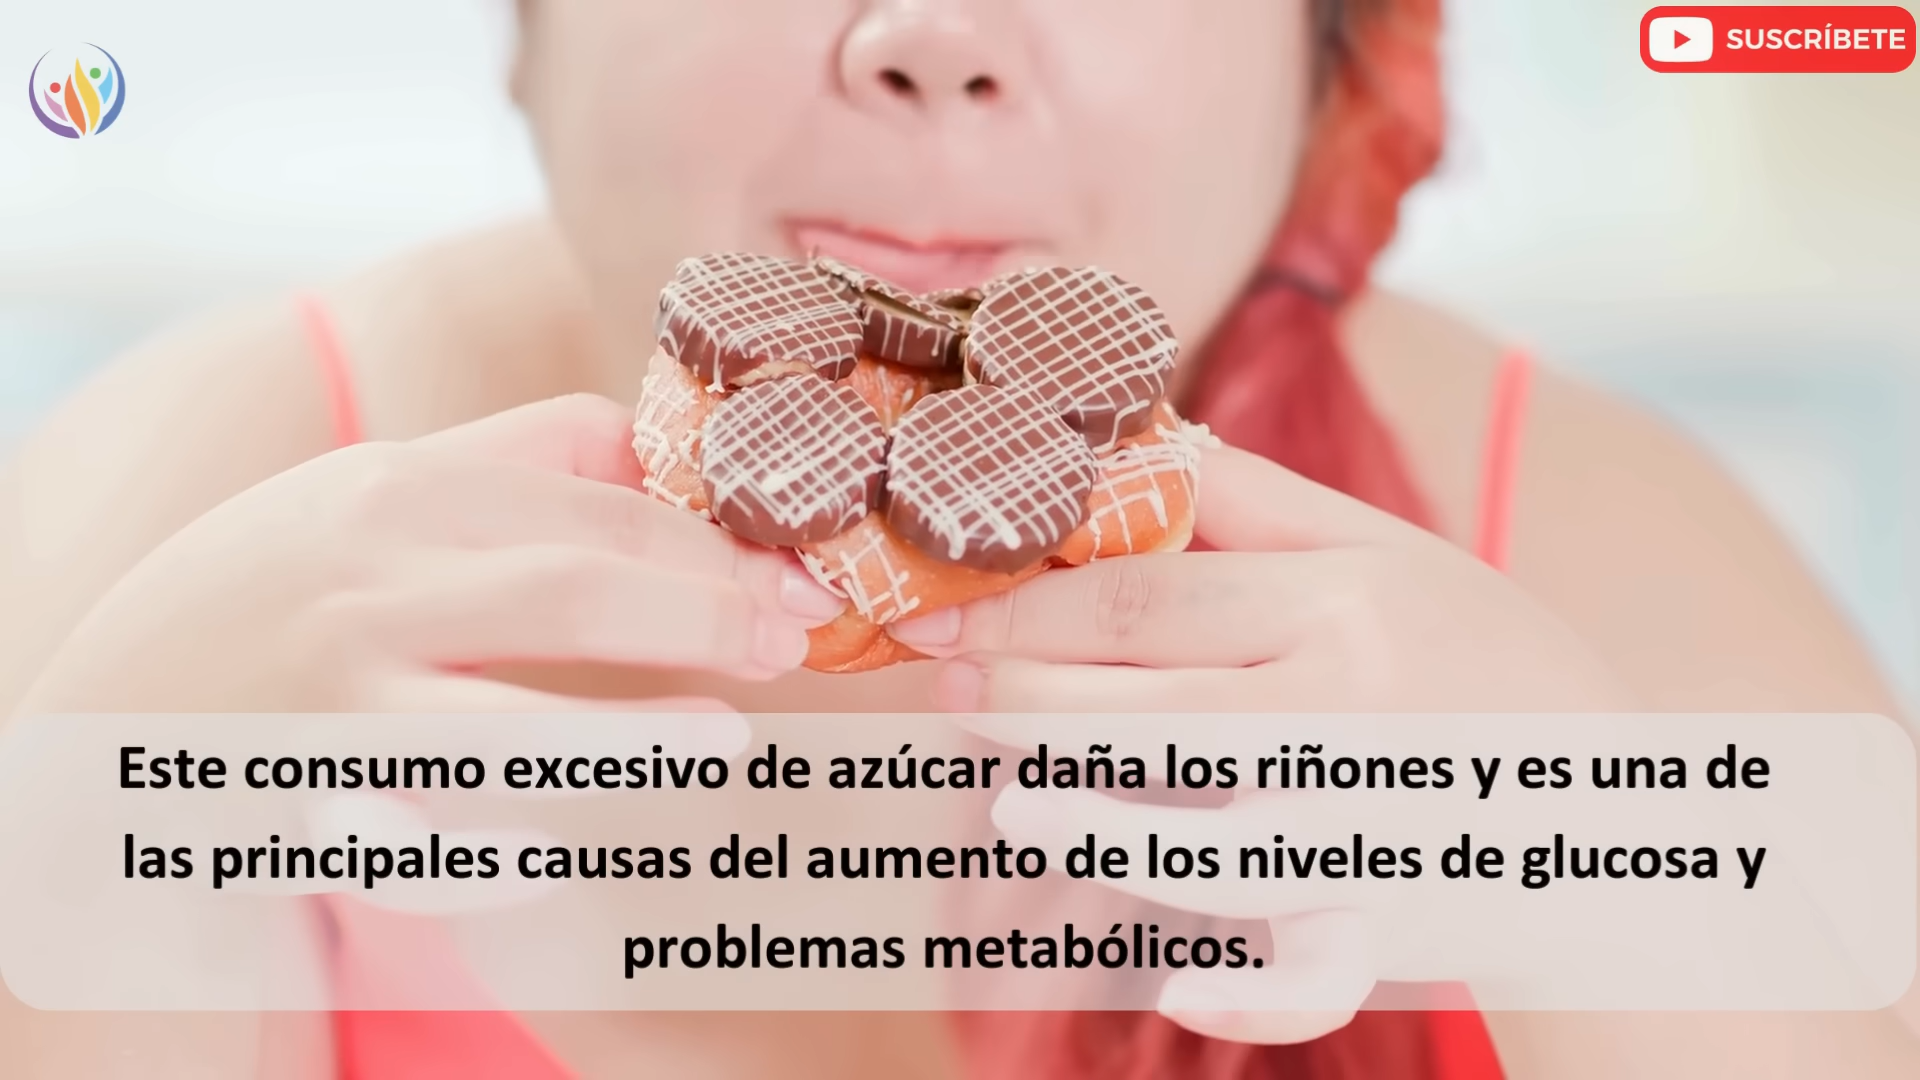 SUSCRÍBETE
Este consumo excesivo de azúcar daña los riñones y es una de
las principales causas del aumento de los niveles de glucosa y
problemas metabólicos.